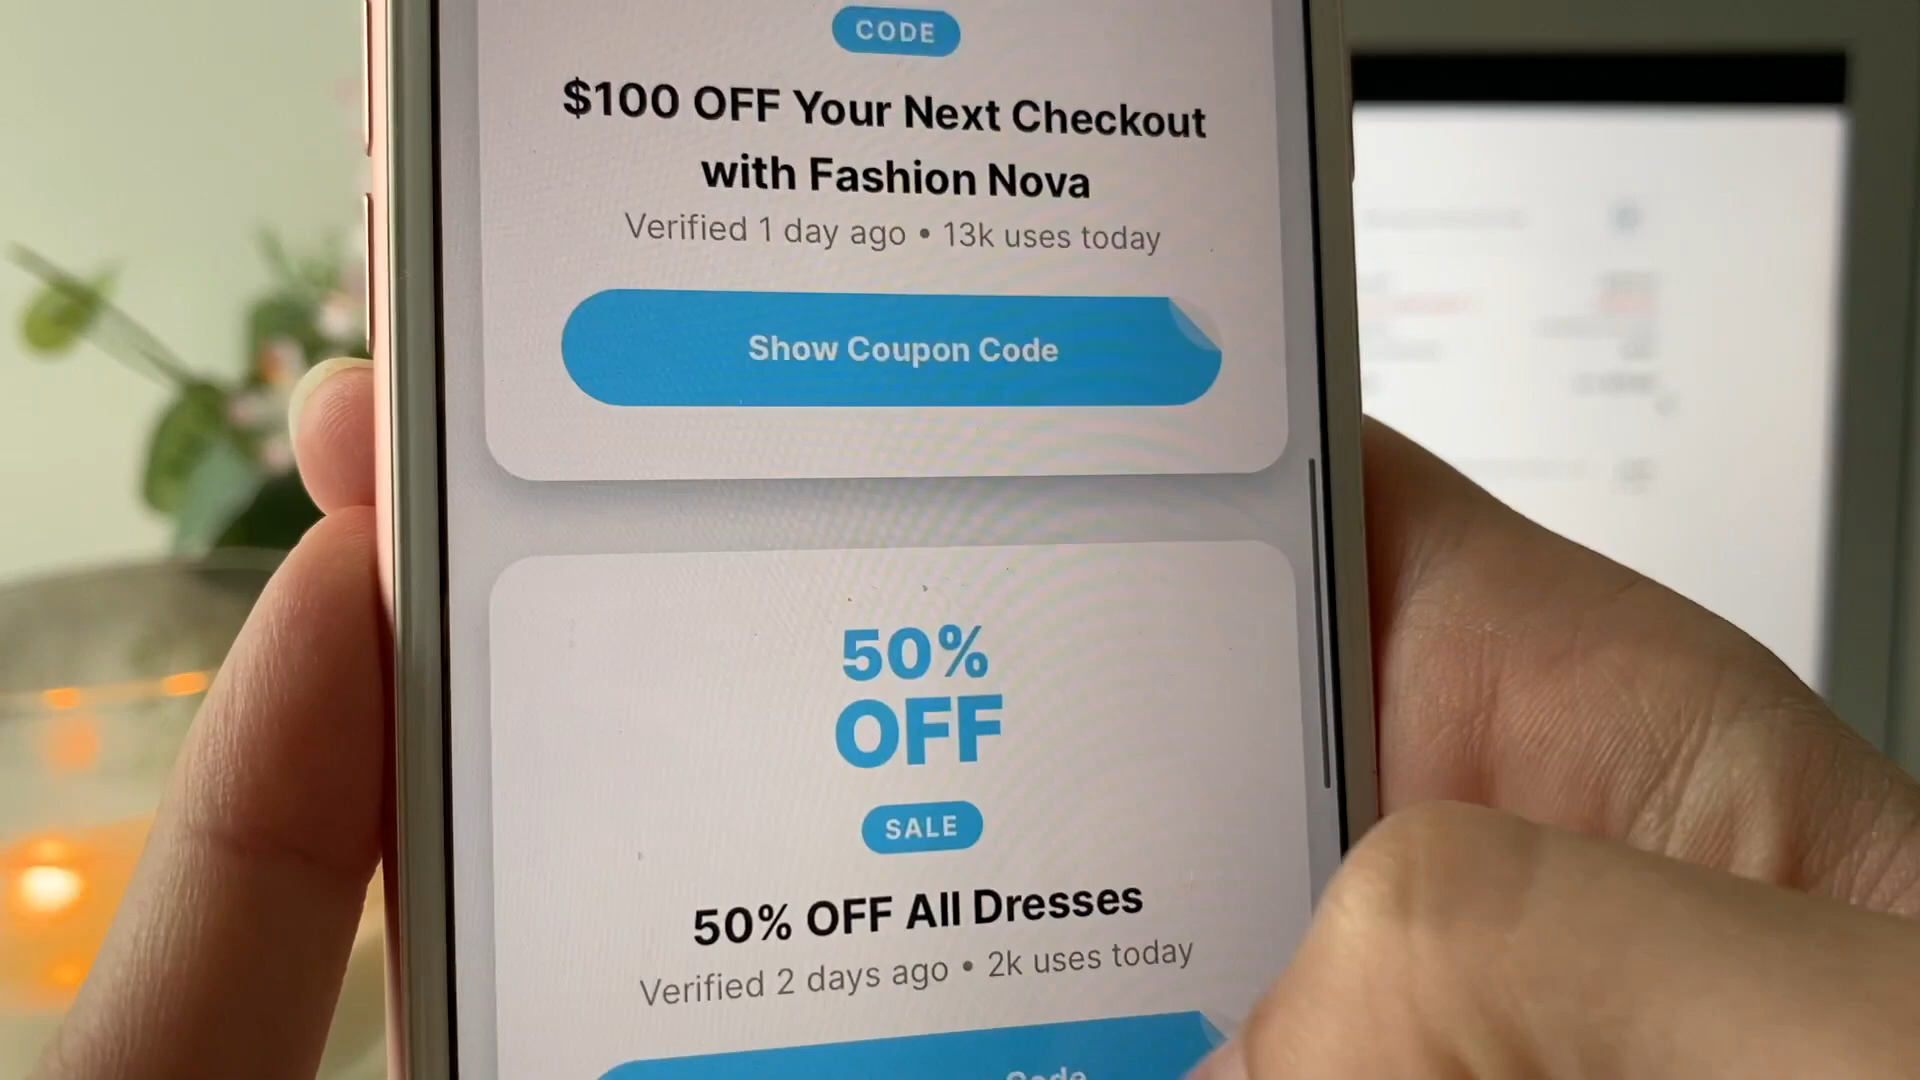 CODE
$100 OFF Your Next Checkout
with Fashion Nova
Verified 1 day ago • 13k uses today
Show Coupon Code
50%
OFF
SALE
50% OFF All Dresses
Verified 2 days ago • 2k uses today
Code